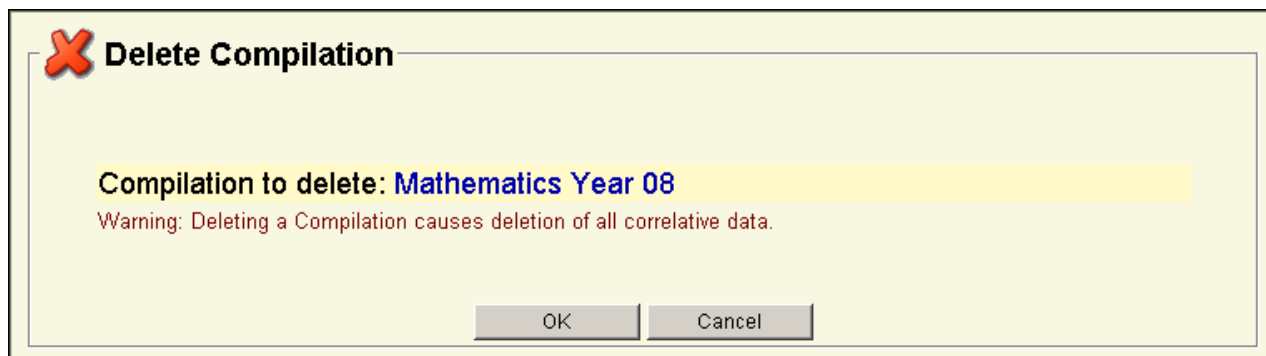 Delete Compilation
Compilation to delete: Mathematics Year 08
Warning: Deleting a Compilation causes deletion of all correlative data.
OK Cancel